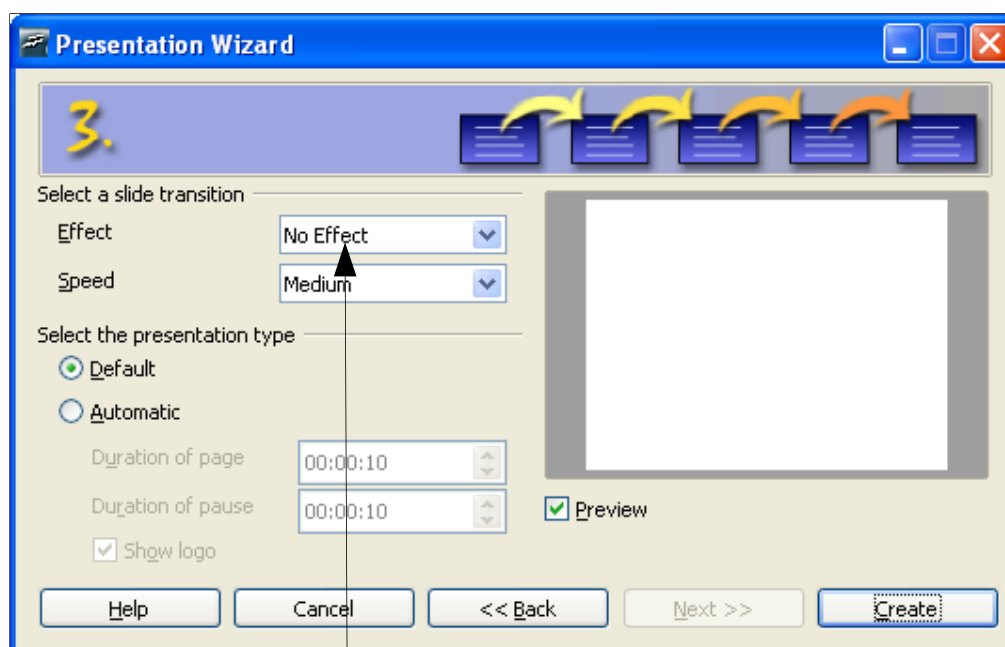 Presentation Wizard
3.
Select a slide transition
Effect No Effect
Speed Medium
Select the presentation type
Default
Automatic
Duration of page 00:00:10
Duration of pause 00:00:10
Preview
Show logo
Help Cancel << Back Next >> Create